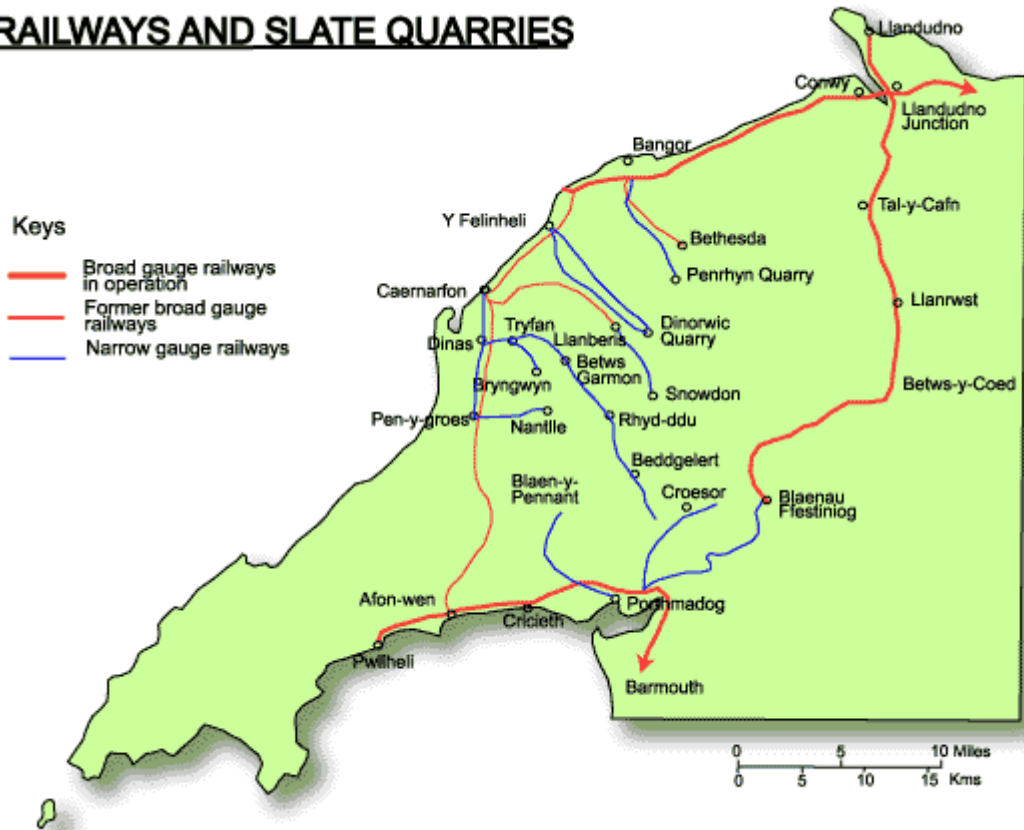 RAILWAYS AND SLATE QUARRIES
Llandudno
Conwy
Llandudno
Junction
Bangor
Tal-y-Cafn
Y Felinheli
Bethesda
Penrhyn Quarry
Keys
Broad gauge railways
in operation
Former broad gauge
railways
Narrow gauge railways
Caernarfon
Llanrwst
Dinas
Tryfan
Llanberis
Dinorwic
Quarry
Betws
Garmon
Bryngwyn
Snowdon
Betws-y-Coed
Pen-y-groes
Nantlle
Rhyd-ddu
Beddgelert
Blaen-y-
Pennant
Croesor
Blaenau
Ffestiniog
Afon-wen
Cricieth
Porthmadog
Pwllheli
Barmouth
0 5 10 Miles
0 5 10 15 Kms